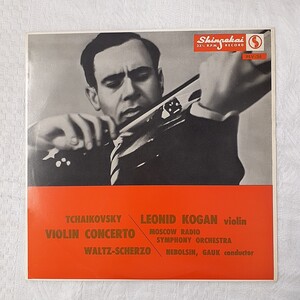 Shinsekai
33⅓ RPM RECORD
TCHAIKOVSKY
LEONID KOGAN violin
VIOLIN CONCERTO
MOSCOW RADIO
SYMPHONY ORCHESTRA
WALTZ-SCHERZO
NEBOLSIN, GAUK conductor